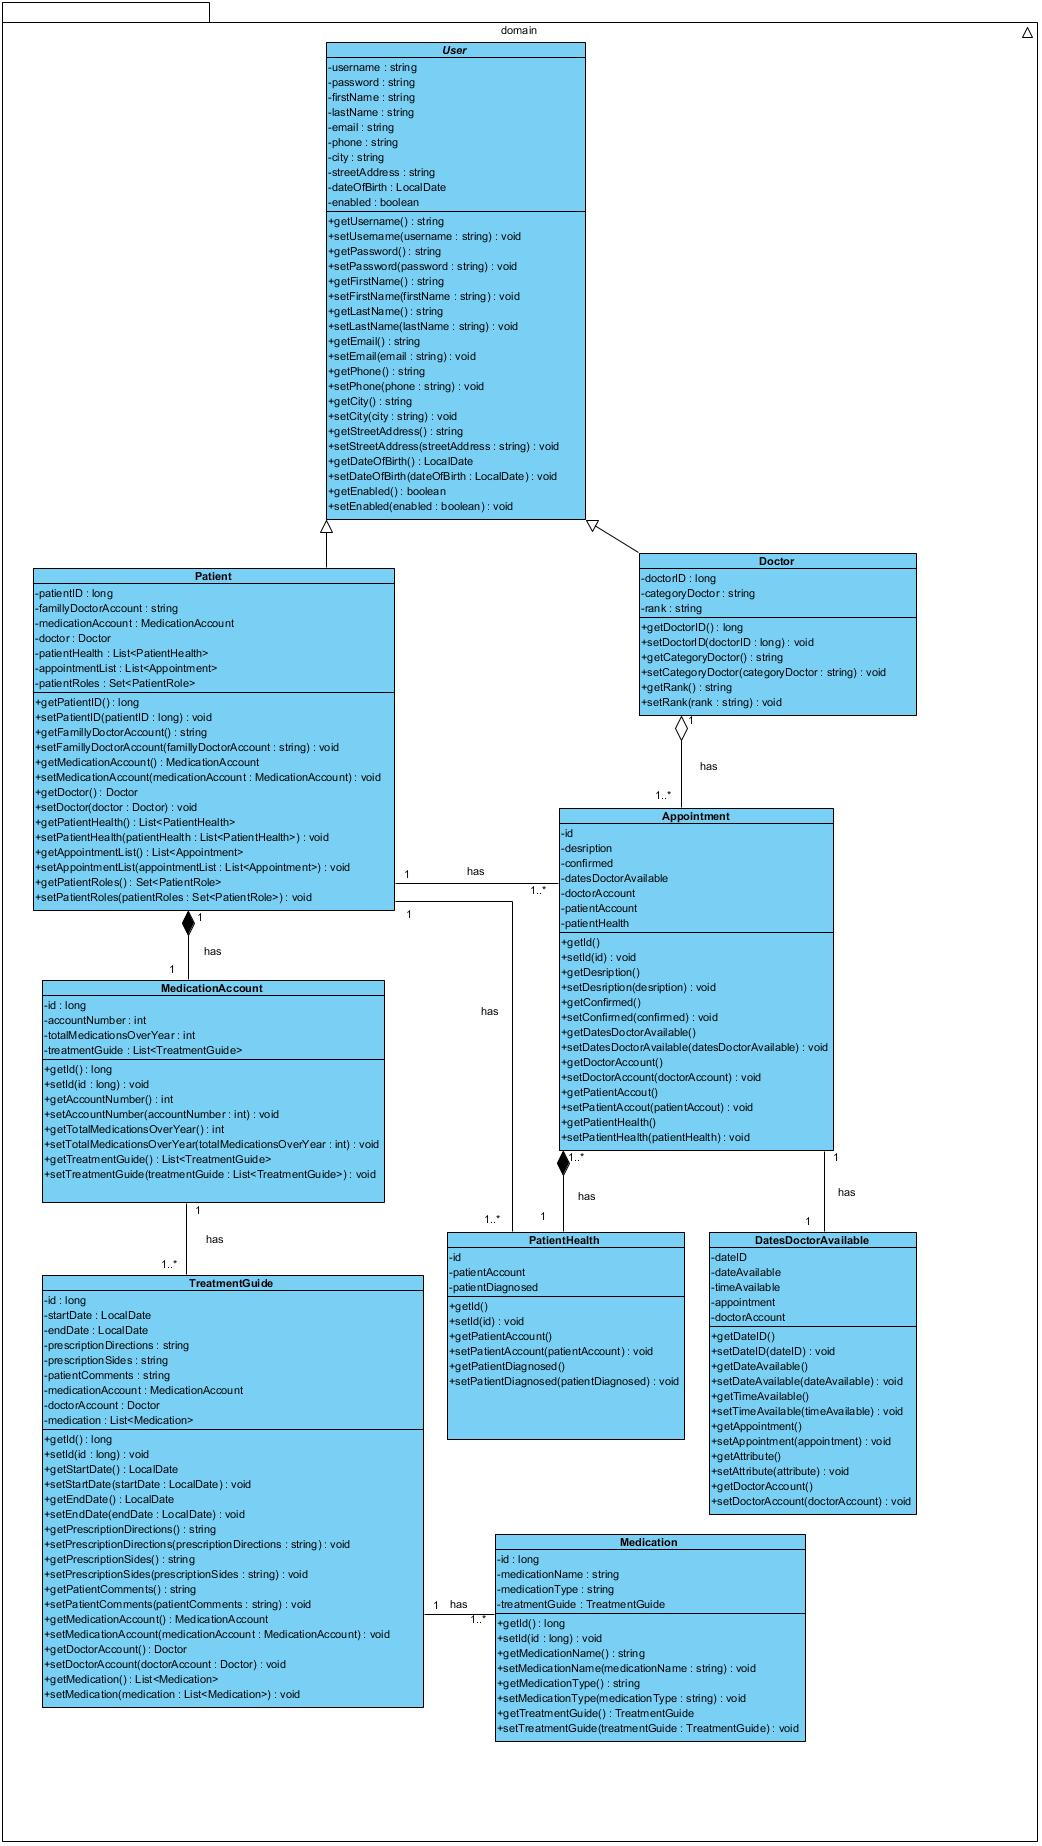 domain
User
-username : string
-password : string
-firstName : string
-lastName : string
-email : string
-phone : string
-city : string
-streetAddress : string
-dateOfBirth : LocalDate
-enabled : boolean
+getUsername() : string
+setUsername(username : string) : void
+getPassword() : string
+setPassword(password : string) : void
+getFirstName() : string
+setFirstName(firstName : string) : void
+getLastName() : string
+setLastName(lastName : string) : void
+getEmail() : string
+setEmail(email : string) : void
+getPhone() : string
+setPhone(phone : string) : void
+getCity() : string
+setCity(city : string) : void
+getStreetAddress() : string
+setStreetAddress(streetAddress : string) : void
+getDateOfBirth() : LocalDate
+setDateOfBirth(dateOfBirth : LocalDate) : void
+getEnabled() : boolean
+setEnabled(enabled : boolean) : void
Patient
-patientID : long
-famillyDoctorAccount : string
-medicationAccount : MedicationAccount
-doctor : Doctor
-patientHealth : List<PatientHealth>
-appointmentList : List<Appointment>
-patientRoles : Set<PatientRole>
+getPatientID() : long
+setPatientID(patientID : long) : void
+getFamillyDoctorAccount() : string
+setFamillyDoctorAccount(famillyDoctorAccount : string) : void
+getMedicationAccount() : MedicationAccount
+setMedicationAccount(medicationAccount : MedicationAccount) : void
+getDoctor() : Doctor
+setDoctor(doctor : Doctor) : void
+getPatientHealth() : List<PatientHealth>
+setPatientHealth(patientHealth : List<PatientHealth>) : void
+getAppointmentList() : List<Appointment>
+setAppointmentList(appointmentList : List<Appointment>) : void
+getPatientRoles() : Set<PatientRole>
+setPatientRoles(patientRoles : Set<PatientRole>) : void
Doctor
-doctorID : long
-categoryDoctor : string
-rank : string
+getDoctorID() : long
+setDoctorID(doctorID : long) : void
+getCategoryDoctor() : string
+setCategoryDoctor(categoryDoctor : string) : void
+getRank() : string
+setRank(rank : string) : void
1
has
1..*
Appointment
-id
-desription
-confirmed
-datesDoctorAvailable
-doctorAccount
-patientAccount
-patientHealth
+getId()
+setId(id) : void
+getDesription()
+setDesription(desription) : void
+getConfirmed()
+setConfirmed(confirmed) : void
+getDatesDoctorAvailable()
+setDatesDoctorAvailable(datesDoctorAvailable) : void
+getDoctorAccount()
+setDoctorAccount(doctorAccount) : void
+getPatientAccout()
+setPatientAccout(patientAccout) : void
+getPatientHealth()
+setPatientHealth(patientHealth) : void
1
has
1..*
1
has
1..*
1
has
1
MedicationAccount
-id : long
-accountNumber : int
-totalMedicationsOverYear : int
-treatmentGuide : List<TreatmentGuide>
+getId() : long
+setId(id : long) : void
+getAccountNumber() : int
+setAccountNumber(accountNumber : int) : void
+getTotalMedicationsOverYear() : int
+setTotalMedicationsOverYear(totalMedicationsOverYear : int) : void
+getTreatmentGuide() : List<TreatmentGuide>
+setTreatmentGuide(treatmentGuide : List<TreatmentGuide>) : void
1..*
has
1
1
has
1
1
has
1..*
PatientHealth
-id
-patientAccount
-patientDiagnosed
+getId()
+setId(id) : void
+getPatientAccount()
+setPatientAccount(patientAccount) : void
+getPatientDiagnosed()
+setPatientDiagnosed(patientDiagnosed) : void
DatesDoctorAvailable
-dateID
-dateAvailable
-timeAvailable
-appointment
-doctorAccount
+getDateID()
+setDateID(dateID) : void
+getDateAvailable()
+setDateAvailable(dateAvailable) : void
+getTimeAvailable()
+setTimeAvailable(timeAvailable) : void
+getAppointment()
+setAppointment(appointment) : void
+getAttribute()
+setAttribute(attribute) : void
+getDoctorAccount()
+setDoctorAccount(doctorAccount) : void
TreatmentGuide
-id : long
-startDate : LocalDate
-endDate : LocalDate
-prescriptionDirections : string
-prescriptionSides : string
-patientComments : string
-medicationAccount : MedicationAccount
-doctorAccount : Doctor
-medication : List<Medication>
+getId() : long
+setId(id : long) : void
+getStartDate() : LocalDate
+setStartDate(startDate : LocalDate) : void
+getEndDate() : LocalDate
+setEndDate(endDate : LocalDate) : void
+getPrescriptionDirections() : string
+setPrescriptionDirections(prescriptionDirections : string) : void
+getPrescriptionSides() : string
+setPrescriptionSides(prescriptionSides : string) : void
+getPatientComments() : string
+setPatientComments(patientComments : string) : void
+getMedicationAccount() : MedicationAccount
+setMedicationAccount(medicationAccount : MedicationAccount) : void
+getDoctorAccount() : Doctor
+setDoctorAccount(doctorAccount : Doctor) : void
+getMedication() : List<Medication>
+setMedication(medication : List<Medication>) : void
1 has
1..*
Medication
-id : long
-medicationName : string
-medicationType : string
-treatmentGuide : TreatmentGuide
+getId() : long
+setId(id : long) : void
+getMedicationName() : string
+setMedicationName(medicationName : string) : void
+getMedicationType() : string
+setMedicationType(medicationType : string) : void
+getTreatmentGuide() : TreatmentGuide
+setTreatmentGuide(treatmentGuide : TreatmentGuide) : void